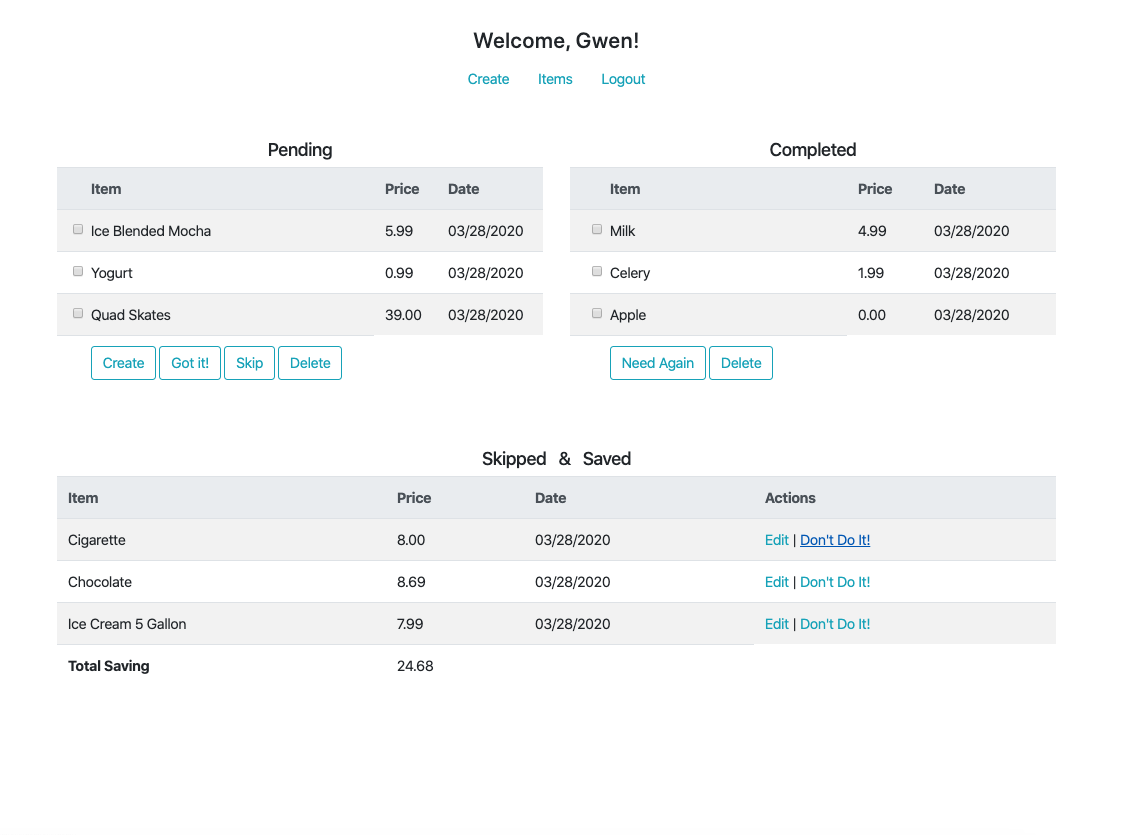 Welcome, Gwen!
Create Items Logout
Pending
Item Price Date
Ice Blended Mocha 5.99 03/28/2020
Yogurt 0.99 03/28/2020
Quad Skates 39.00 03/28/2020
Create Got it! Skip Delete
Completed
Item Price Date
Milk 4.99 03/28/2020
Celery 1.99 03/28/2020
Apple 0.00 03/28/2020
Need Again Delete
Skipped & Saved
Item Price Date Actions
Cigarette 8.00 03/28/2020 Edit | Don't Do It!
Chocolate 8.69 03/28/2020 Edit | Don't Do It!
Ice Cream 5 Gallon 7.99 03/28/2020 Edit | Don't Do It!
Total Saving 24.68